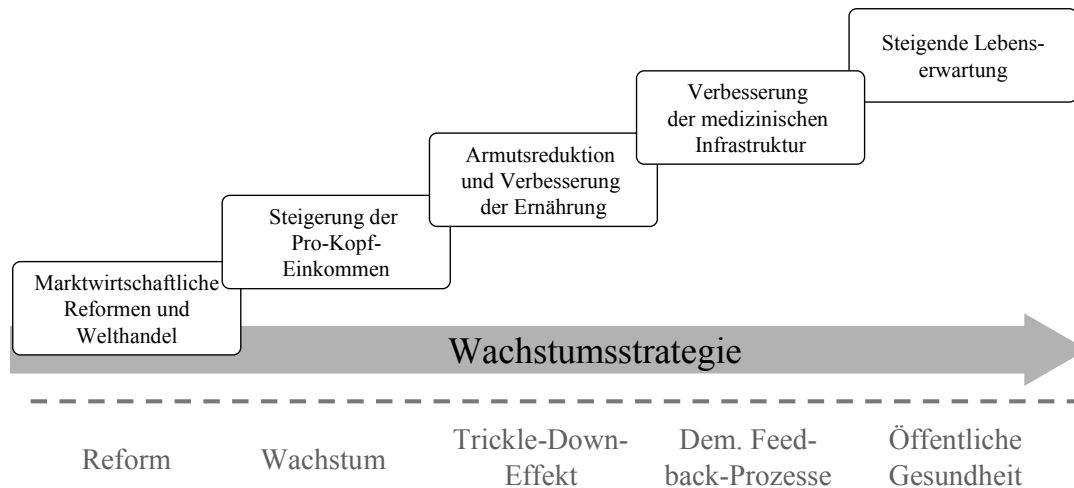 Steigende Lebens-
erwartung
Verbesserung
der medizinischen
Infrastruktur
Armutsreduktion
und Verbesserung
der Ernährung
Steigerung der
Pro-Kopf-
Einkommen
Marktwirtschaftliche
Reformen und
Welthandel
Wachstumsstrategie
Reform
Wachstum
Trickle-Down-
Effekt
Dem. Feed-
back-Prozesse
Öffentliche
Gesundheit